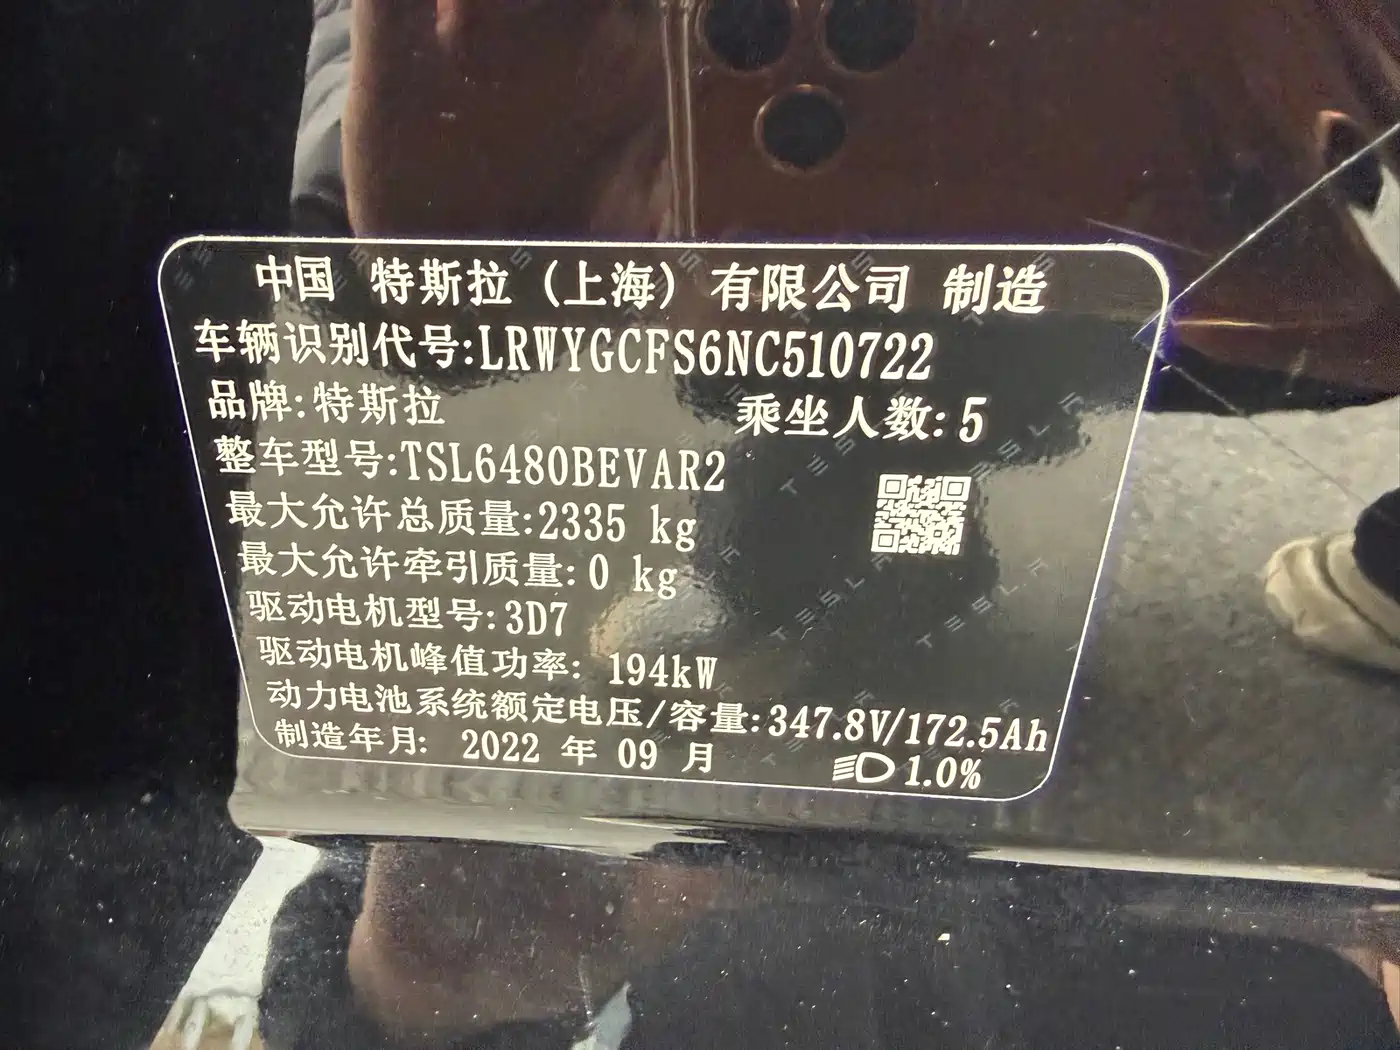 中国 特斯拉（上海）有限公司 制造
车辆识别代号:LRWYGCFS6NC510722
品牌:特斯拉 乘坐人数:5
整车型号:TSL6480BEVAR2
最大允许总质量:2335 kg
最大允许牵引质量:0 kg
驱动电机型号:3D7
驱动电机峰值功率: 194kW
动力电池系统额定电压/容量:347.8V/172.5Ah
制造年月: 2022 年 09 月
1.0%
TESLA
TESLA
TESLA